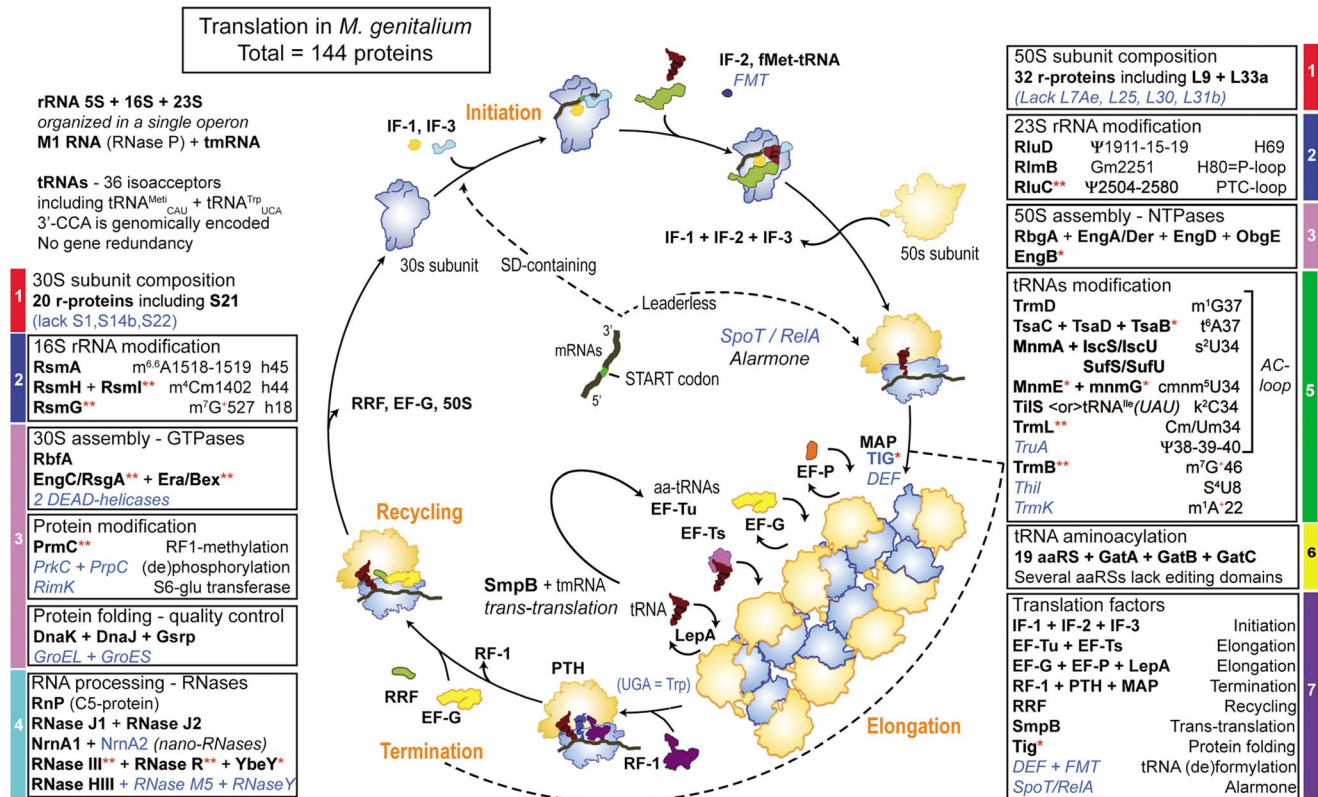 Translation in M. genitalium
Total = 144 proteins
rRNA 5S + 16S + 23S
organized in a single operon
M1 RNA (RNase P) + tmRNA
tRNAs - 36 isoacceptors
including tRNA^Meti_CAU + tRNA^Trp_UCA
3'-CCA is genomically encoded
No gene redundancy
1
30S subunit composition
20 r-proteins including S21
(lack S1,S14b,S22)
2
16S rRNA modification
RsmA m⁶·⁶A1518-1519 h45
RsmH + RsmI** m⁴Cm1402 h44
RsmG** m⁷G⁺527 h18
3
30S assembly - GTPases
RbfA
EngC/RsgA** + Era/Bex**
2 DEAD-helicases
Protein modification
PrmC** RF1-methylation
PrkC + PrpC (de)phosphorylation
RimK S6-glu transferase
Protein folding - quality control
DnaK + DnaJ + Gsrp
GroEL + GroES
4
RNA processing - RNases
RnP (C5-protein)
RNase J1 + RNase J2
NrnA1 + NrnA2 (nano-RNases)
RNase III** + RNase R** + YbeY*
RNase HIII + RNase M5 + RNaseY
Initiation
IF-1, IF-3
IF-2, fMet-tRNA
FMT
30s subunit
IF-1 + IF-2 + IF-3
50s subunit
SD-containing
Leaderless
3'
mRNAs
START codon
5'
SpoT / RelA
Alarmone
RRF, EF-G, 50S
MAP
TIG*
DEF
EF-P
aa-tRNAs
EF-Tu
EF-G
EF-Ts
Recycling
SmpB + tmRNA
trans-translation
tRNA
LepA
RF-1
PTH
RRF
EF-G
(UGA = Trp)
Elongation
Termination
RF-1
50S subunit composition
32 r-proteins including L9 + L33a
(Lack L7Ae, L25, L30, L31b)
1
23S rRNA modification
RluD Ψ1911-15-19 H69
RlmB Gm2251 H80=P-loop
RluC** Ψ2504-2580 PTC-loop
2
50S assembly - NTPases
RbgA + EngA/Der + EngD + ObgE
EngB*
3
tRNAs modification
TrmD m¹G37
TsaC + TsaD + TsaB* t⁶A37
MnmA + IscS/IscU s²U34
SufS/SufU
MnmE* + mnmG* cmnm⁵U34
TilS <or>tRNA^Ile(UAU) k²C34
TrmL** Cm/Um34
TruA Ψ38-39-40
AC-
loop
TrmB** m⁷G⁺46
ThiI S⁴U8
TrmK m¹A⁺22
5
tRNA aminoacylation
19 aaRS + GatA + GatB + GatC
Several aaRSs lack editing domains
6
Translation factors
IF-1 + IF-2 + IF-3 Initiation
EF-Tu + EF-Ts Elongation
EF-G + EF-P + LepA Elongation
RF-1 + PTH + MAP Termination
RRF Recycling
SmpB Trans-translation
Tig* Protein folding
DEF + FMT tRNA (de)formylation
SpoT/RelA Alarmone
7